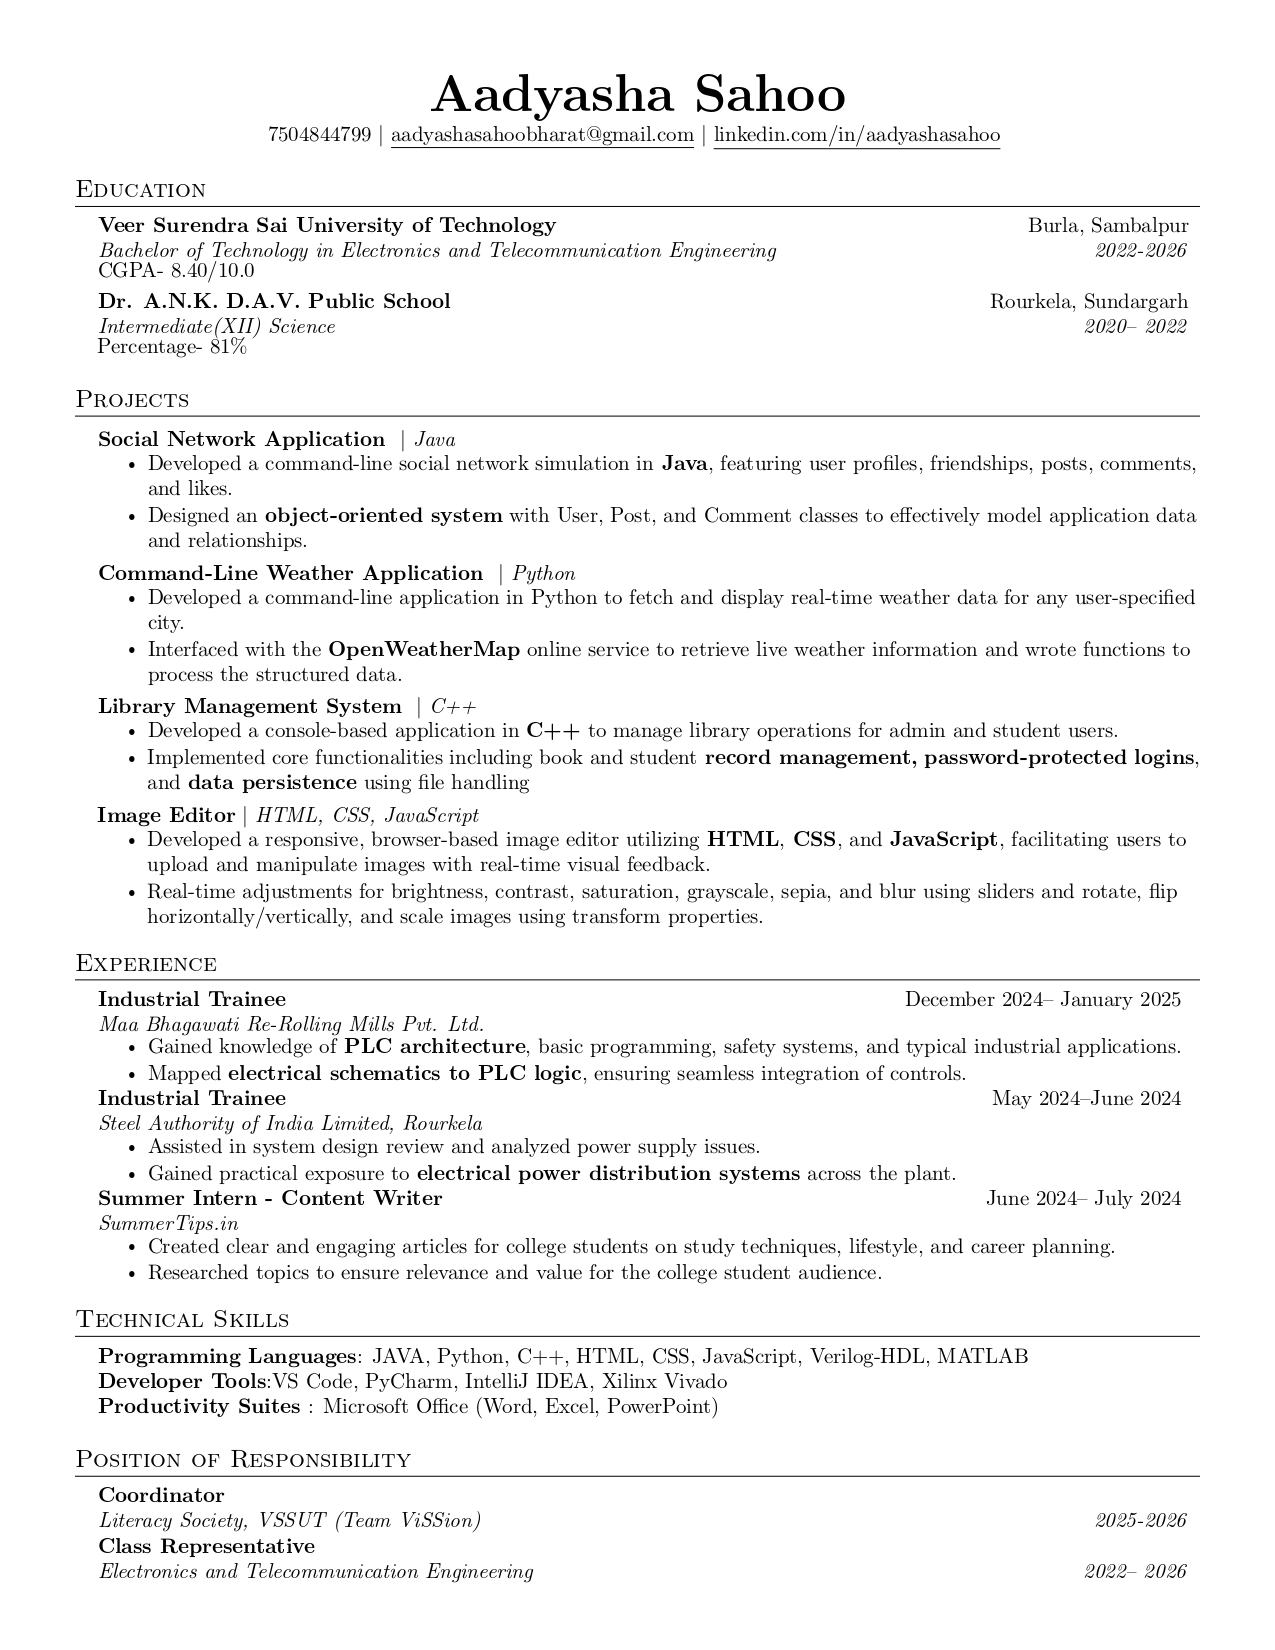 Aadyasha Sahoo
7504844799 | aadyashasahoobharat@gmail.com | linkedin.com/in/aadyashasahoo
Education
Veer Surendra Sai University of Technology Burla, Sambalpur
Bachelor of Technology in Electronics and Telecommunication Engineering 2022-2026
CGPA- 8.40/10.0
Dr. A.N.K. D.A.V. Public School Rourkela, Sundargarh
Intermediate(XII) Science 2020– 2022
Percentage- 81%
Projects
Social Network Application | Java
• Developed a command-line social network simulation in Java, featuring user profiles, friendships, posts, comments,
and likes.
• Designed an object-oriented system with User, Post, and Comment classes to effectively model application data
and relationships.
Command-Line Weather Application | Python
• Developed a command-line application in Python to fetch and display real-time weather data for any user-specified
city.
• Interfaced with the OpenWeatherMap online service to retrieve live weather information and wrote functions to
process the structured data.
Library Management System | C++
• Developed a console-based application in C++ to manage library operations for admin and student users.
• Implemented core functionalities including book and student record management, password-protected logins,
and data persistence using file handling
Image Editor | HTML, CSS, JavaScript
• Developed a responsive, browser-based image editor utilizing HTML, CSS, and JavaScript, facilitating users to
upload and manipulate images with real-time visual feedback.
• Real-time adjustments for brightness, contrast, saturation, grayscale, sepia, and blur using sliders and rotate, flip
horizontally/vertically, and scale images using transform properties.
Experience
Industrial Trainee December 2024– January 2025
Maa Bhagawati Re-Rolling Mills Pvt. Ltd.
• Gained knowledge of PLC architecture, basic programming, safety systems, and typical industrial applications.
• Mapped electrical schematics to PLC logic, ensuring seamless integration of controls.
Industrial Trainee May 2024–June 2024
Steel Authority of India Limited, Rourkela
• Assisted in system design review and analyzed power supply issues.
• Gained practical exposure to electrical power distribution systems across the plant.
Summer Intern - Content Writer June 2024– July 2024
SummerTips.in
• Created clear and engaging articles for college students on study techniques, lifestyle, and career planning.
• Researched topics to ensure relevance and value for the college student audience.
Technical Skills
Programming Languages: JAVA, Python, C++, HTML, CSS, JavaScript, Verilog-HDL, MATLAB
Developer Tools:VS Code, PyCharm, IntelliJ IDEA, Xilinx Vivado
Productivity Suites : Microsoft Office (Word, Excel, PowerPoint)
Position of Responsibility
Coordinator
Literacy Society, VSSUT (Team ViSSion) 2025-2026
Class Representative
Electronics and Telecommunication Engineering 2022– 2026